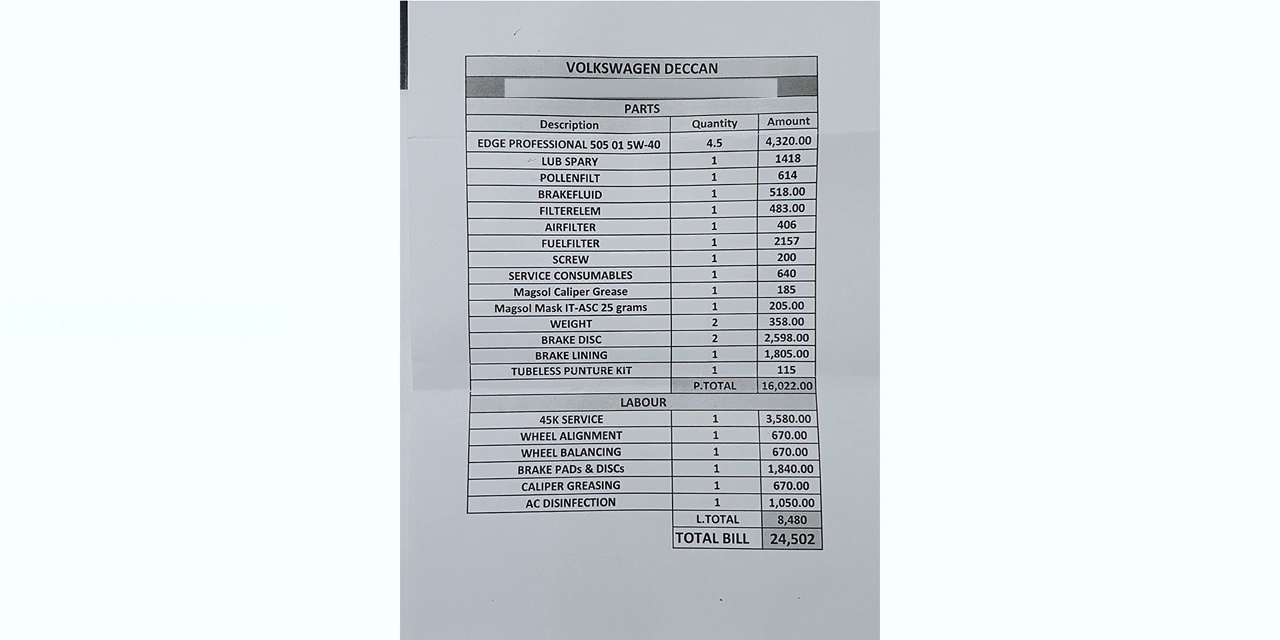 VOLKSWAGEN DECCAN
PARTS
Description Quantity Amount
EDGE PROFESSIONAL 505 01 5W-40 4.5 4,320.00
LUB SPARY 1 1418
POLLENFILT 1 614
BRAKEFLUID 1 518.00
FILTERELEM 1 483.00
AIRFILTER 1 406
FUELFILTER 1 2157
SCREW 1 200
SERVICE CONSUMABLES 1 640
Magsol Caliper Grease 1 185
Magsol Mask IT-ASC 25 grams 1 205.00
WEIGHT 2 358.00
BRAKE DISC 2 2,598.00
BRAKE LINING 1 1,805.00
TUBELESS PUNTURE KIT 1 115
P.TOTAL 16,022.00
LABOUR
45K SERVICE 1 3,580.00
WHEEL ALIGNMENT 1 670.00
WHEEL BALANCING 1 670.00
BRAKE PADs & DISCs 1 1,840.00
CALIPER GREASING 1 670.00
AC DISINFECTION 1 1,050.00
L.TOTAL 8,480
TOTAL BILL 24,502